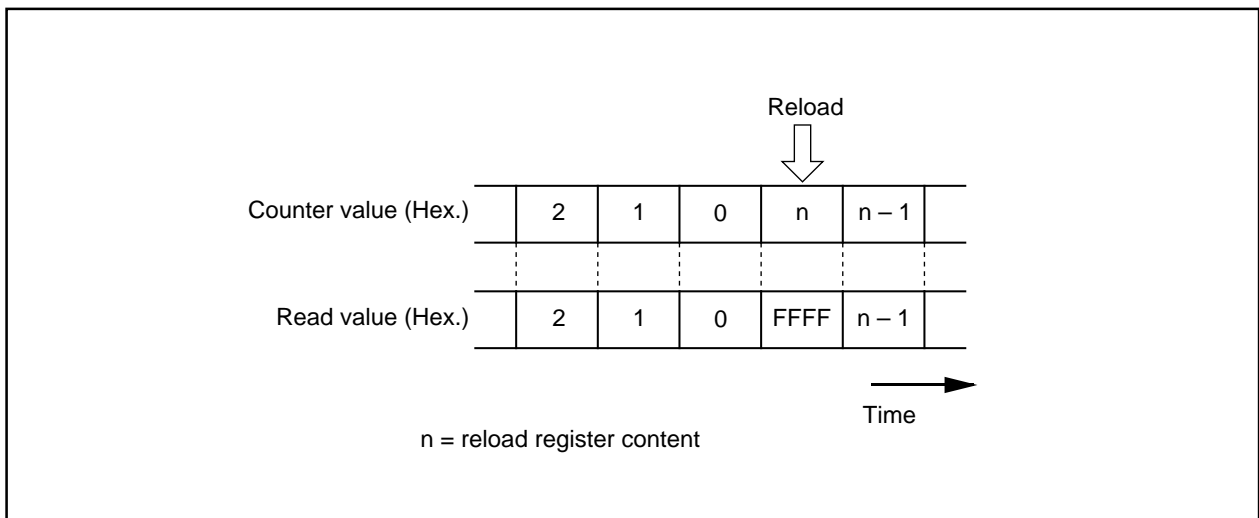 Reload
Counter value (Hex.) 2 1 0 n n – 1
Read value (Hex.) 2 1 0 FFFF n – 1
Time
n = reload register content